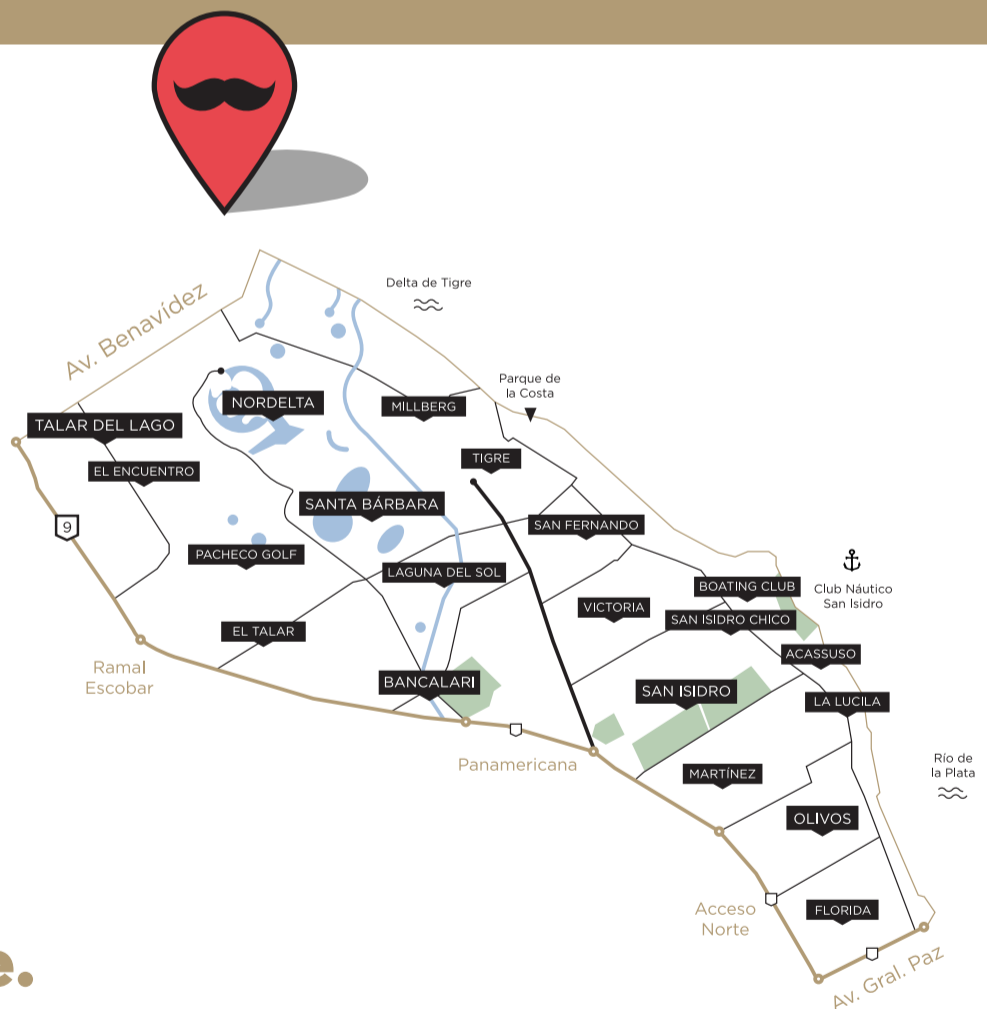 Delta de Tigre
Av. Benavídez
Parque de
la Costa
NORDELTA
MILLBERG
TALAR DEL LAGO
TIGRE
EL ENCUENTRO
SANTA BÁRBARA
9
SAN FERNANDO
PACHECO GOLF
LAGUNA DEL SOL
BOATING CLUB
Club Náutico
San Isidro
VICTORIA
SAN ISIDRO CHICO
EL TALAR
ACASSUSO
Ramal
Escobar
BANCALARI
SAN ISIDRO
LA LUCILA
Panamericana
MARTÍNEZ
Río de
la Plata
OLIVOS
Acceso
Norte
FLORIDA
Av. Gral. Paz
e.